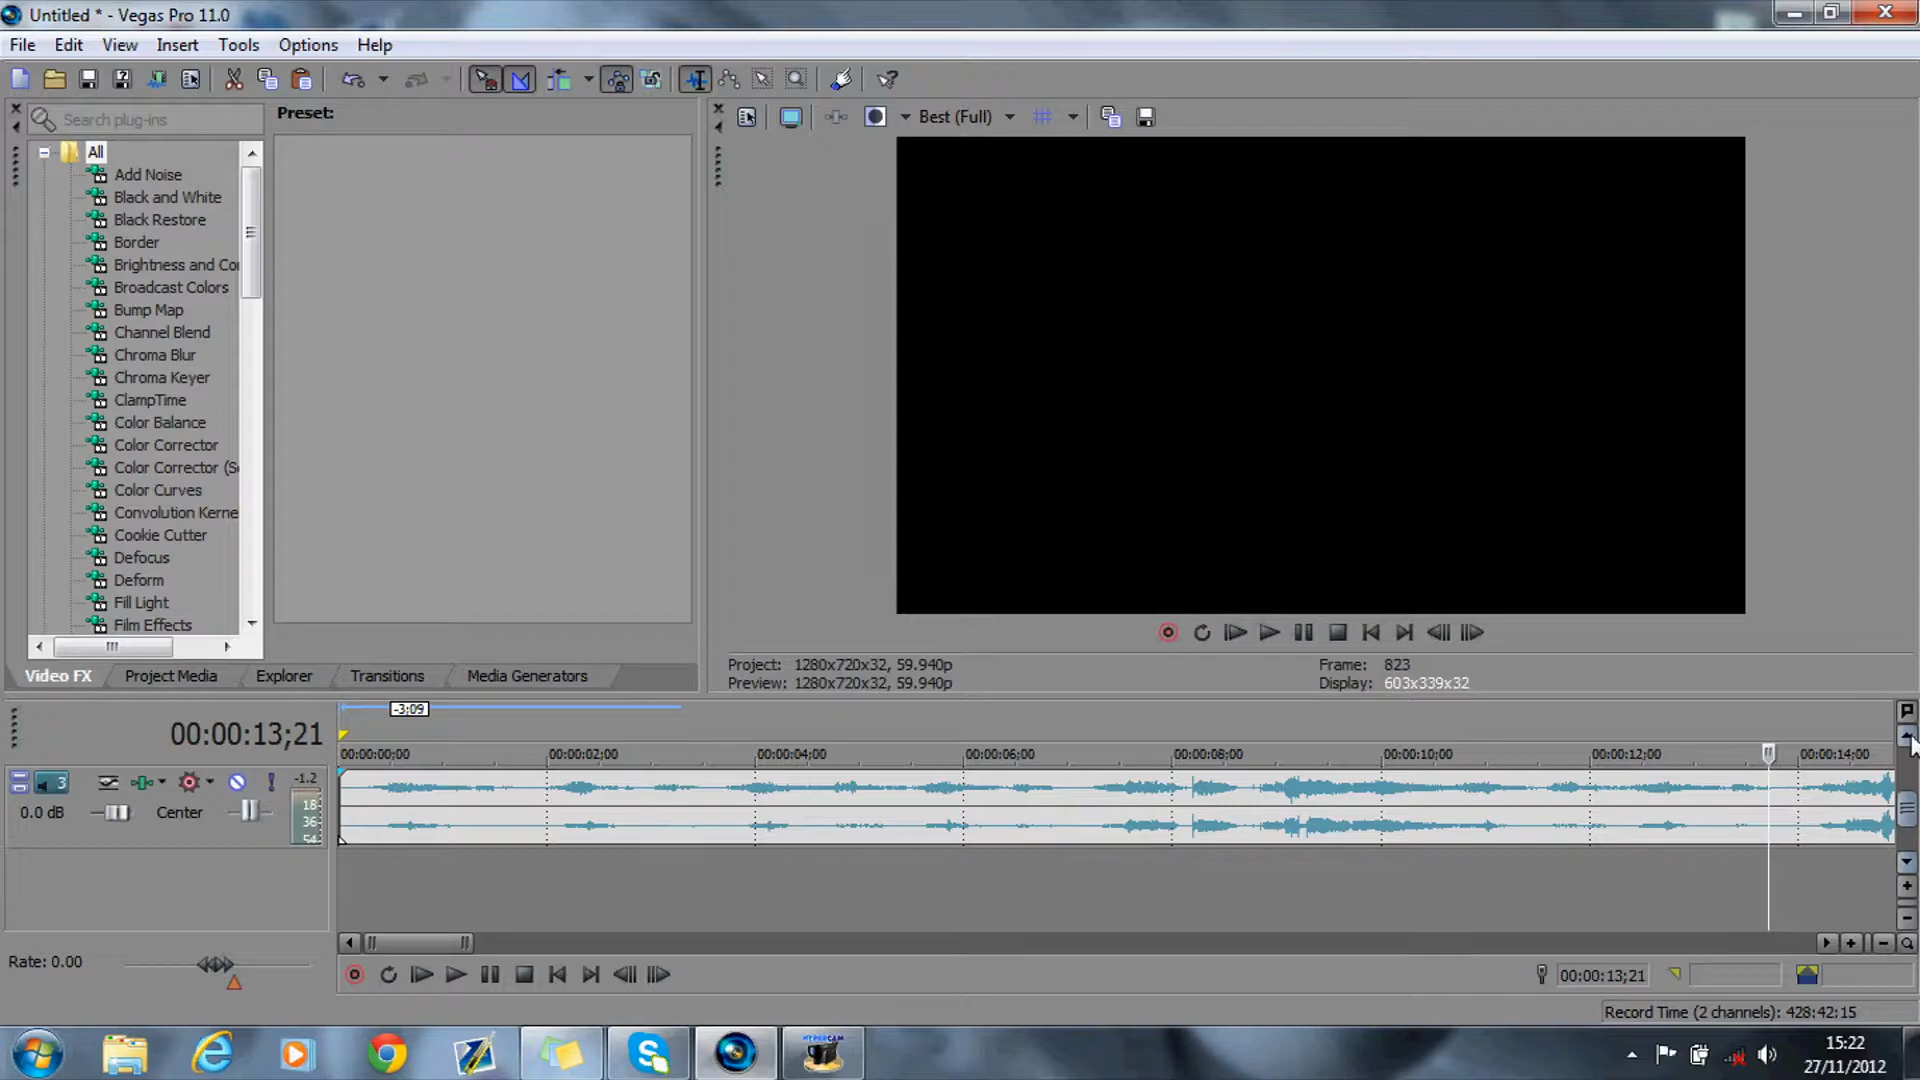 Untitled * - Vegas Pro 11.0
File Edit View Insert Tools Options Help
Search plug-ins
Preset:
Best (Full)
All
Add Noise
Black and White
Black Restore
Border
Brightness and Co
Broadcast Colors
Bump Map
Channel Blend
Chroma Blur
Chroma Keyer
ClampTime
Color Balance
Color Corrector
Color Corrector (Se
Color Curves
Convolution Kerne
Cookie Cutter
Defocus
Deform
Fill Light
Film Effects
Video FX Project Media Explorer Transitions Media Generators
Project: 1280x720x32, 59.940p
Preview: 1280x720x32, 59.940p
Frame: 823
Display: 603x339x32
-3;09
00:00:13;21
00:00:00;00 00:00:02;00 00:00:04;00 00:00:06;00 00:00:08;00 00:00:10;00 00:00:12;00 00:00:14;00
3
-1.2
18
36
54
0.0 dB Center
Rate: 0.00
00:00:13;21
Record Time (2 channels): 428:42:15
HYPERCAM
15:22
27/11/2012